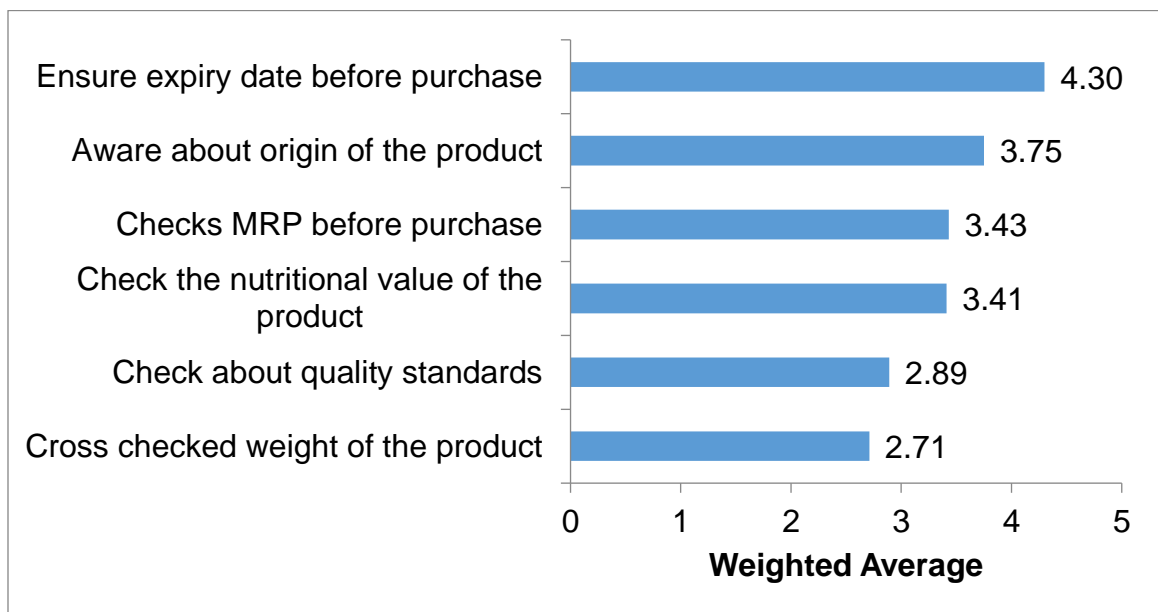 Ensure expiry date before purchase
4.30
Aware about origin of the product
3.75
Checks MRP before purchase
3.43
Check the nutritional value of the
product
3.41
Check about quality standards
2.89
Cross checked weight of the product
2.71
0 1 2 3 4 5
Weighted Average